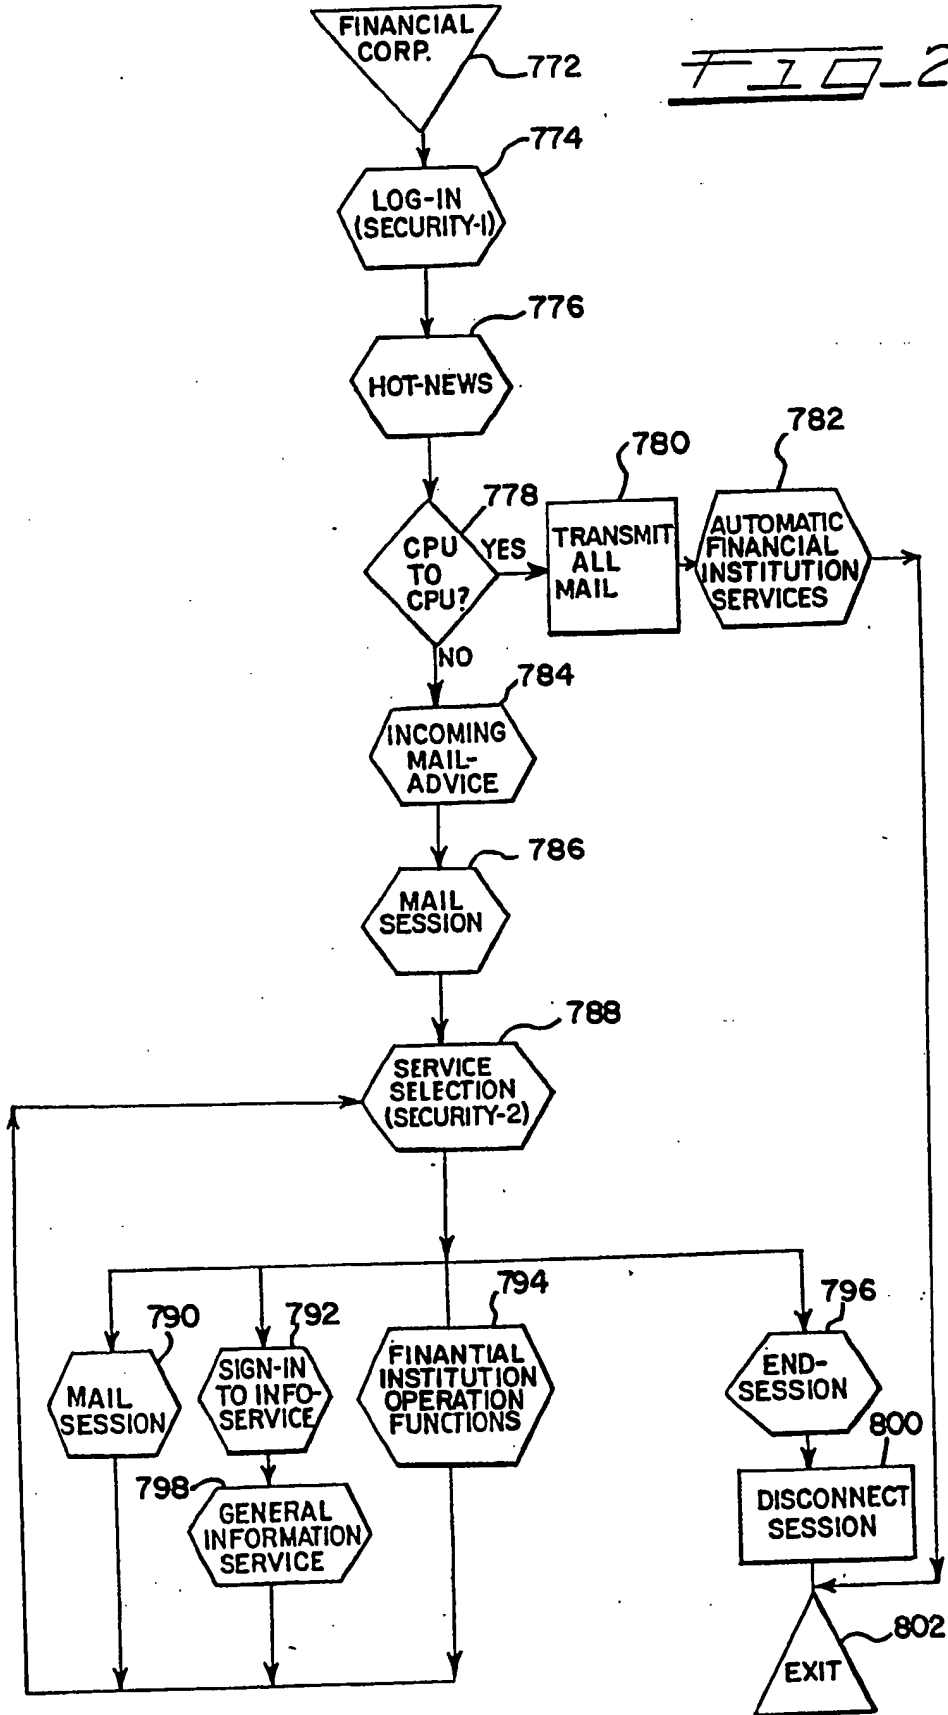 FINANCIAL
CORP.
772
Fig_2
774
LOG-IN
(SECURITY-1)
776
HOT-NEWS
778
CPU
TO
CPU?
YES
780
TRANSMIT
ALL
MAIL
782
AUTOMATIC
FINANCIAL
INSTITUTION
SERVICES
NO
784
INCOMING
MAIL-
ADVICE
786
MAIL
SESSION
788
SERVICE
SELECTION
(SECURITY-2)
790
MAIL
SESSION
792
SIGN-IN
TO INFO-
SERVICE
794
FINANTIAL
INSTITUTION
OPERATION
FUNCTIONS
796
END-
SESSION
798
GENERAL
INFORMATION
SERVICE
800
DISCONNECT
SESSION
802
EXIT